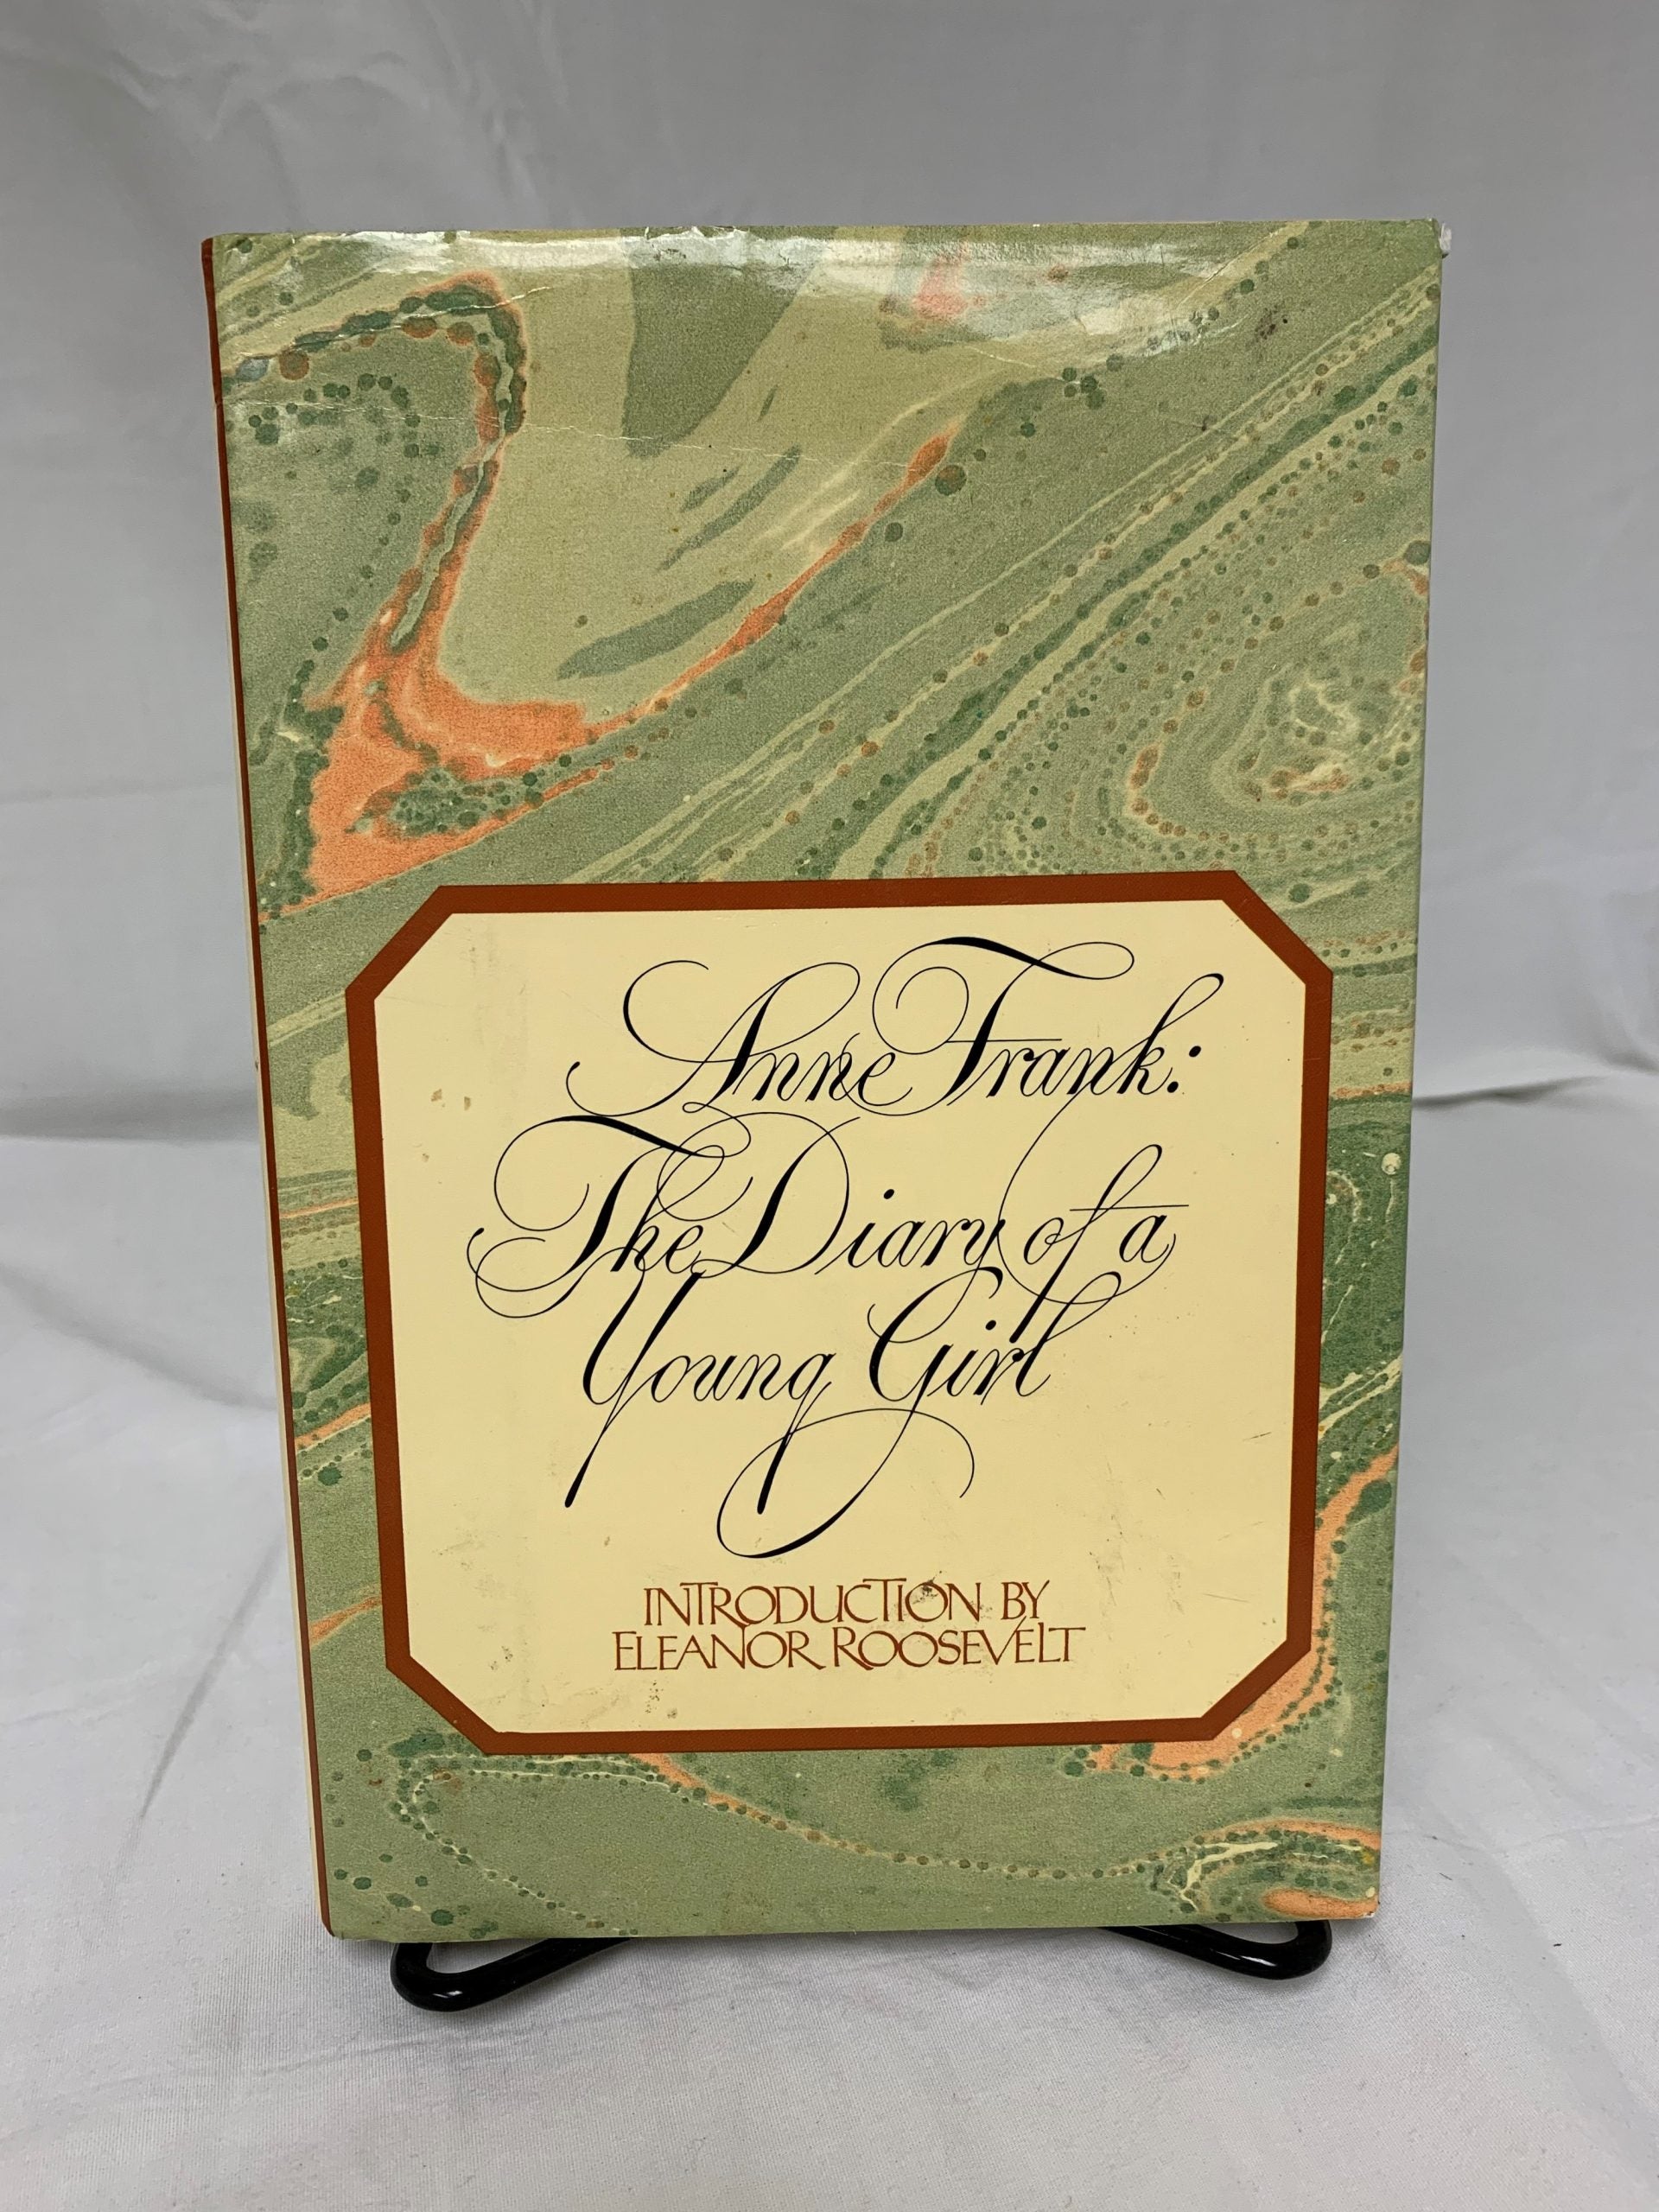 Anne Frank:
The Diary of a
Young Girl
INTRODUCTION BY
ELEANOR ROOSEVELT